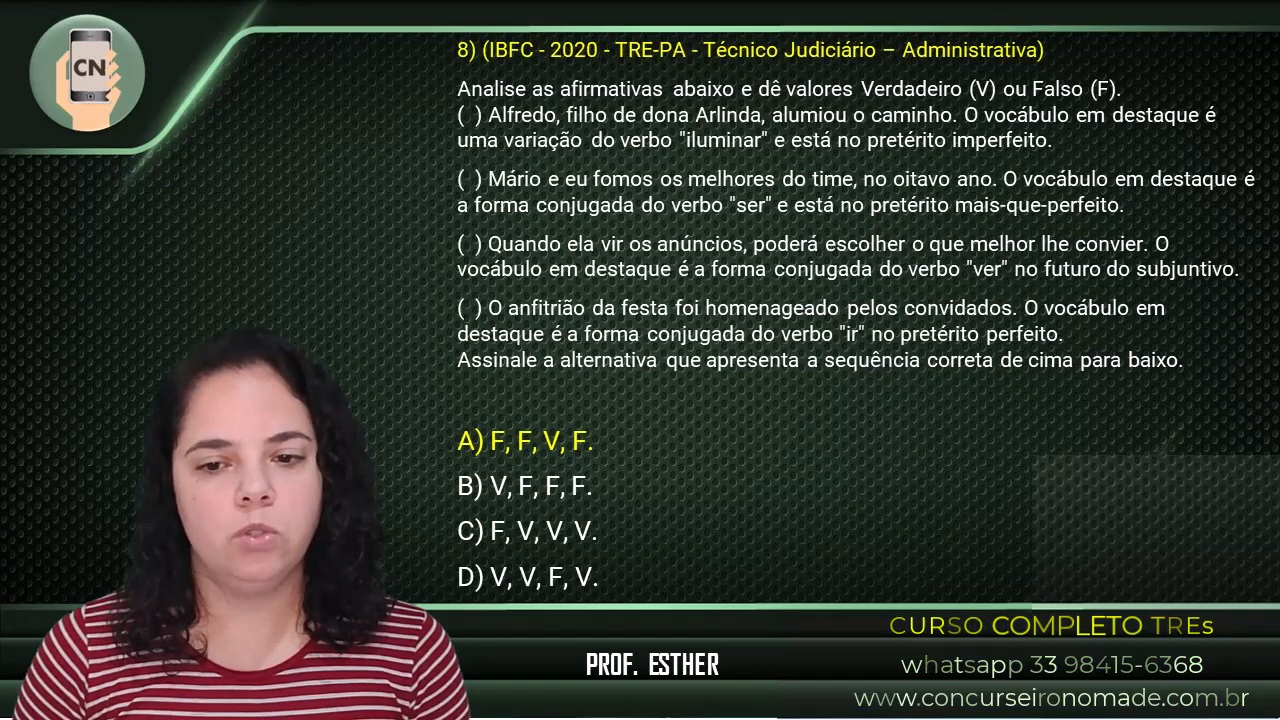 CN
8) (IBFC - 2020 - TRE-PA - Técnico Judiciário – Administrativa)
Analise as afirmativas abaixo e dê valores Verdadeiro (V) ou Falso (F).
( ) Alfredo, filho de dona Arlinda, alumiou o caminho. O vocábulo em destaque é
uma variação do verbo "iluminar" e está no pretérito imperfeito.
( ) Mário e eu fomos os melhores do time, no oitavo ano. O vocábulo em destaque é
a forma conjugada do verbo "ser" e está no pretérito mais-que-perfeito.
( ) Quando ela vir os anúncios, poderá escolher o que melhor lhe convier. O
vocábulo em destaque é a forma conjugada do verbo "ver" no futuro do subjuntivo.
( ) O anfitrião da festa foi homenageado pelos convidados. O vocábulo em
destaque é a forma conjugada do verbo "ir" no pretérito perfeito.
Assinale a alternativa que apresenta a sequência correta de cima para baixo.
A) F, F, V, F.
B) V, F, F, F.
C) F, V, V, V.
D) V, V, F, V.
CURSO COMPLETO TREs
PROF. ESTHER
whatsapp 33 98415-6368
www.concurseironomade.com.br